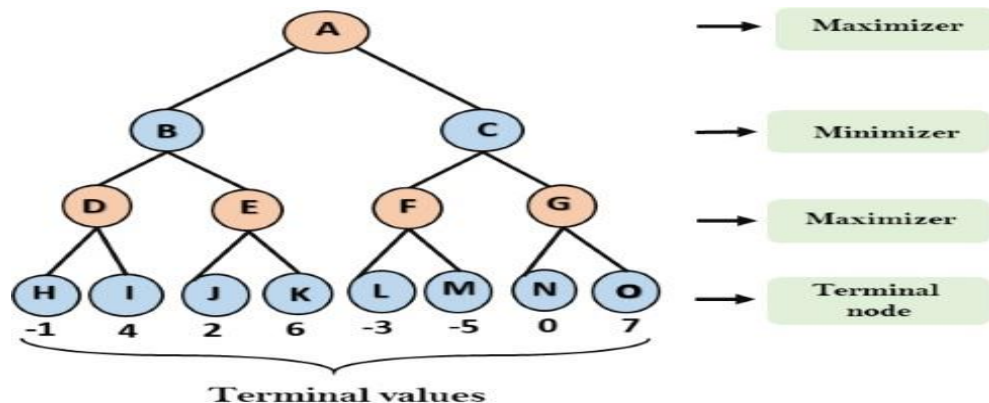 A
Maximizer
B
C
Minimizer
D
E
F
G
Maximizer
H
I
J
K
L
M
N
O
Terminal
node
-1
4
2
6
-3
-5
0
7
Terminal values